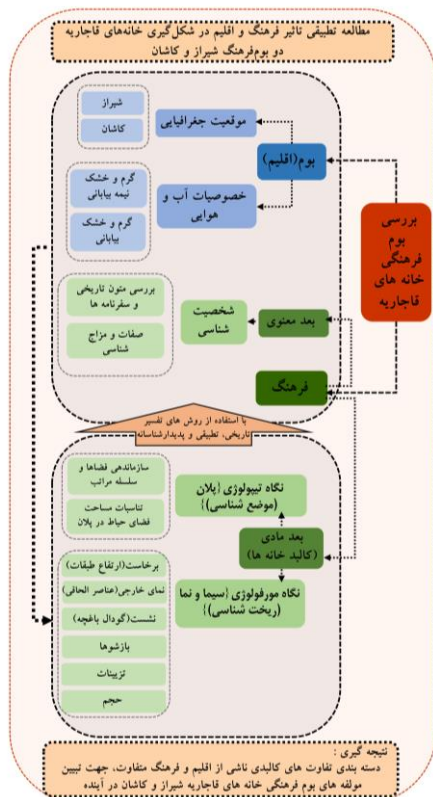 مطالعه تطبیقی تاثیر فرهنگ و اقلیم در شکل‌گیری خانه‌های قاجاریه
دو بوم‌فرهنگ شیراز و کاشان
بررسی
بوم
فرهنگی
خانه های
قاجاریه
بوم(اقلیم)
موقعیت جغرافیایی
شیراز
کاشان
خصوصیات آب و
هوایی
گرم و خشک
نیمه بیابانی
گرم و خشک
بیابانی
فرهنگ
بعد معنوی
شخصیت
شناسی
بررسی متون تاریخی
و سفرنامه ها
صفات و مزاج
شناسی
با استفاده از روش های تفسیر
تاریخی، تطبیقی و پدیدارشناسانه
بعد مادی
(کالبد خانه ها)
نگاه تیپولوژی {پلان
(موضع شناسی)}
سازماندهی فضاها و
سلسله مراتب
تناسبات مساحت
فضای حیاط در پلان
نگاه مورفولوژی {سیما و نما
(ریخت شناسی)}
برخاست(ارتفاع طبقات)
نمای خارجی(عناصر الحاقی)
نشست(گودال باغچه)
بازشوها
تزیینات
حجم
نتیجه گیری :
دسته بندی تفاوت های کالبدی ناشی از اقلیم و فرهنگ متفاوت، جهت تبیین
مولفه های بوم فرهنگی خانه های قاجاریه شیراز و کاشان در آینده